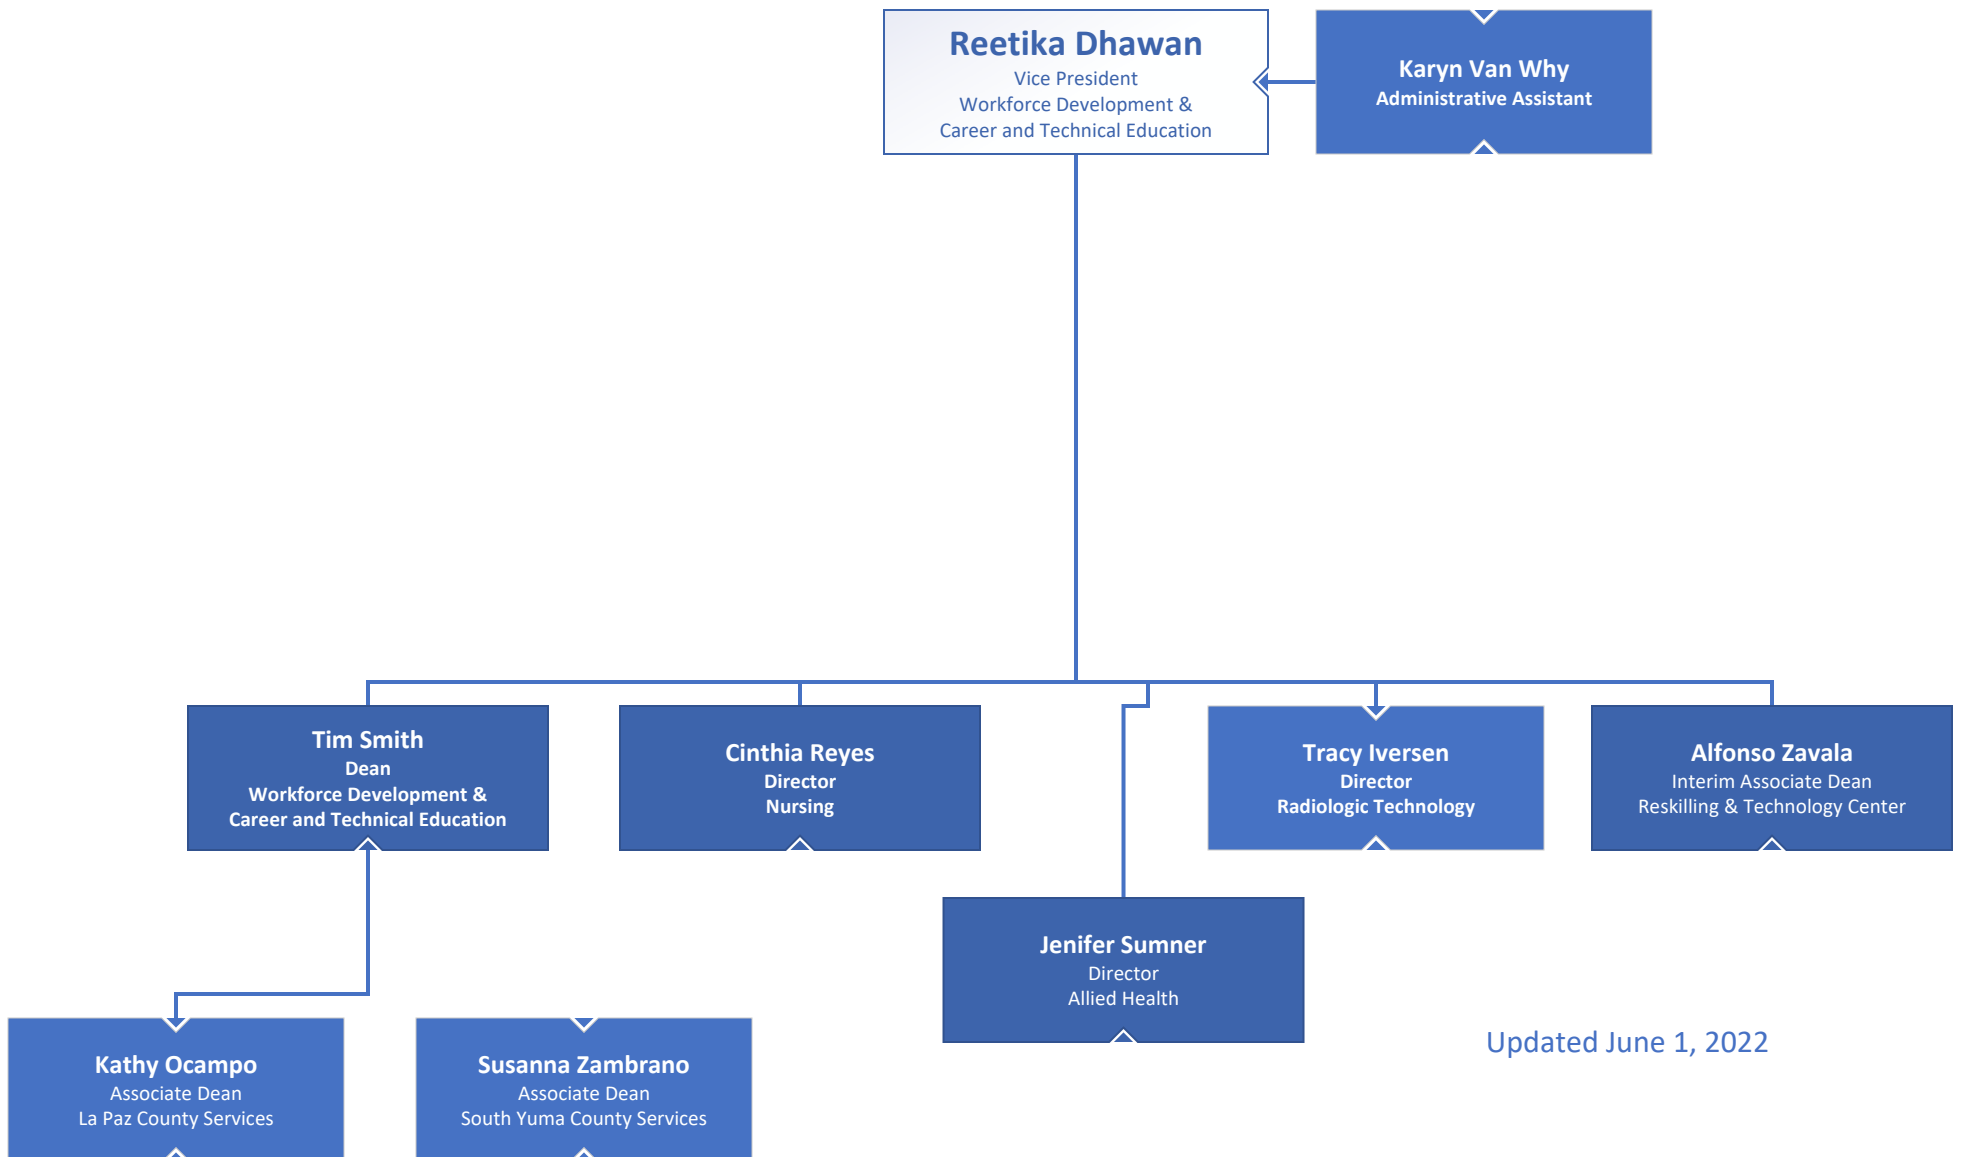 Reetika Dhawan
Vice President
Workforce Development &
Career and Technical Education
Karyn Van Why
Administrative Assistant
Tim Smith
Dean
Workforce Development &
Career and Technical Education
Cinthia Reyes
Director
Nursing
Tracy Iversen
Director
Radiologic Technology
Alfonso Zavala
Interim Associate Dean
Reskilling & Technology Center
Jenifer Sumner
Director
Allied Health
Kathy Ocampo
Associate Dean
La Paz County Services
Susanna Zambrano
Associate Dean
South Yuma County Services
Updated June 1, 2022